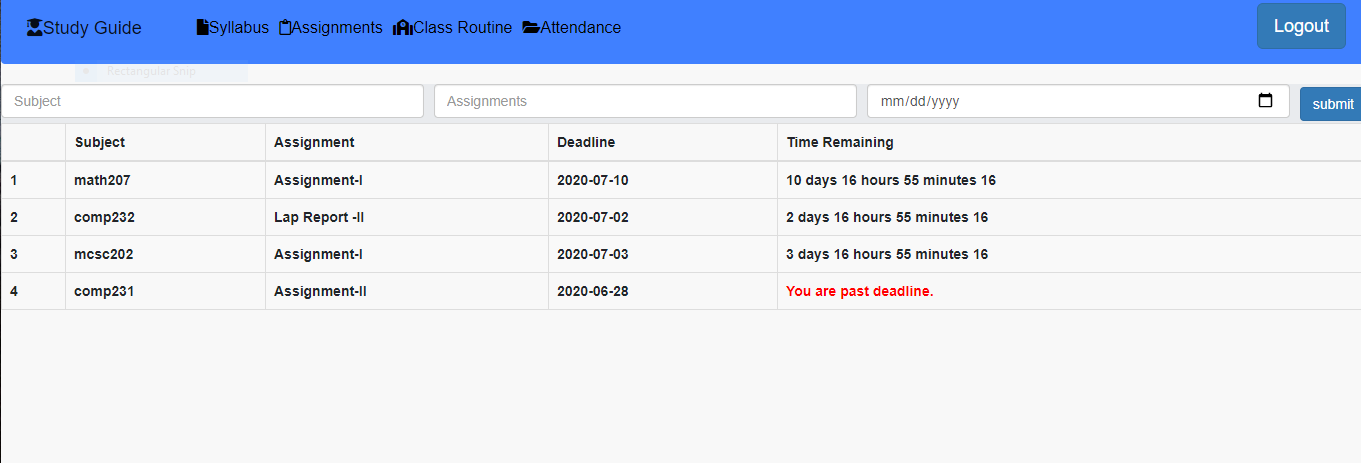 Study Guide Syllabus Assignments Class Routine Attendance Logout
Rectangular Snip
Subject Assignments mm/dd/yyyy submit
Subject Assignment Deadline Time Remaining
1 math207 Assignment-I 2020-07-10 10 days 16 hours 55 minutes 16
2 comp232 Lap Report -II 2020-07-02 2 days 16 hours 55 minutes 16
3 mcsc202 Assignment-I 2020-07-03 3 days 16 hours 55 minutes 16
4 comp231 Assignment-II 2020-06-28 You are past deadline.